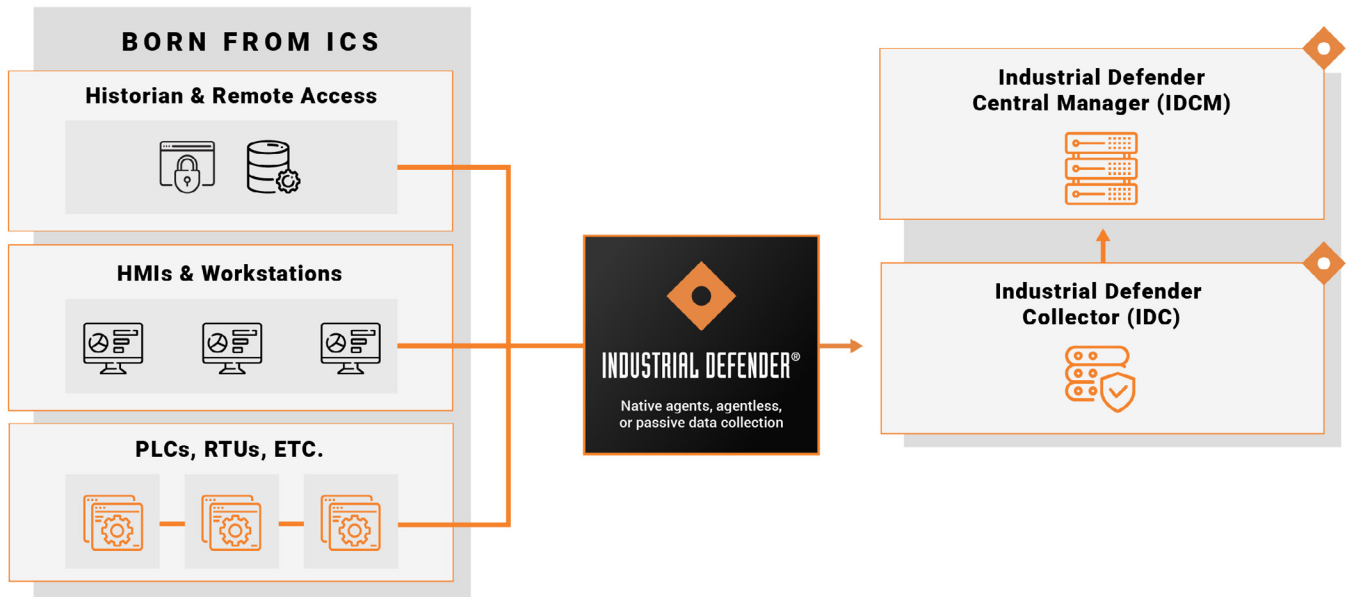 BORN FROM ICS
Historian & Remote Access
HMIs & Workstations
PLCs, RTUs, ETC.
INDUSTRIAL DEFENDER®
Native agents, agentless,
or passive data collection
Industrial Defender
Central Manager (IDCM)
Industrial Defender
Collector (IDC)